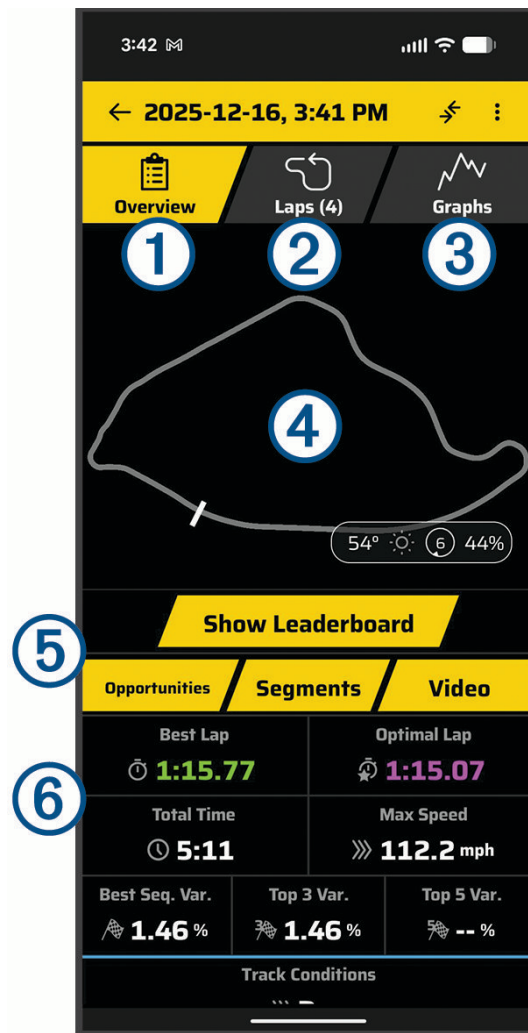 3:42
← 2025-12-16, 3:41 PM
Overview
Laps (4)
Graphs
1
2
3
4
54° 6 44%
Show Leaderboard
5
Opportunities
Segments
Video
Best Lap
Optimal Lap
1:15.77
1:15.07
6
Total Time
Max Speed
5:11
112.2 mph
Best Seq. Var.
Top 3 Var.
Top 5 Var.
1.46 %
3 1.46 %
5 -- %
Track Conditions